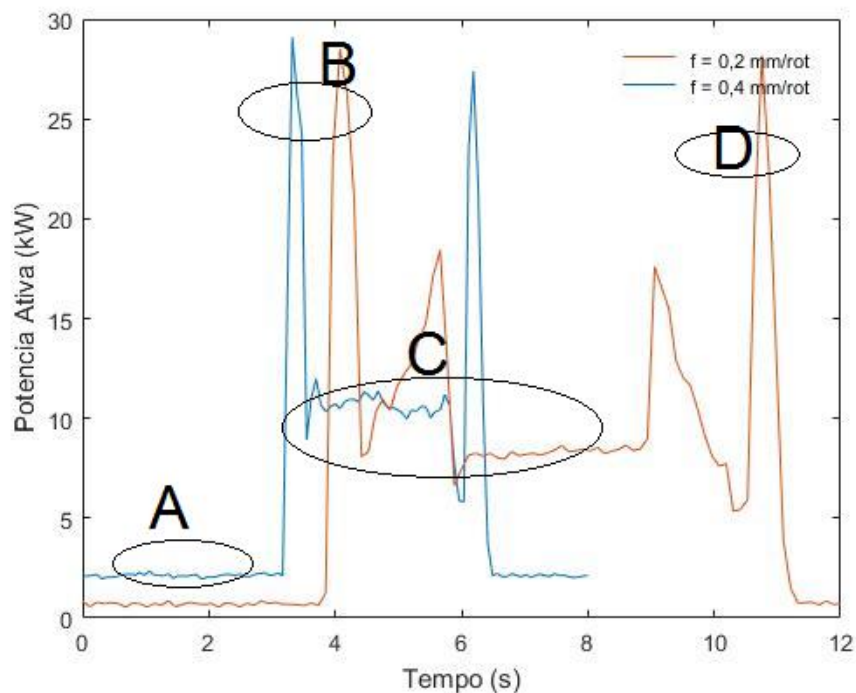 30
25
20
15
10
5
0
Potencia Ativa (kW)
B
f = 0,2 mm/rot
f = 0,4 mm/rot
D
C
A
0 2 4 6 8 10 12
Tempo (s)